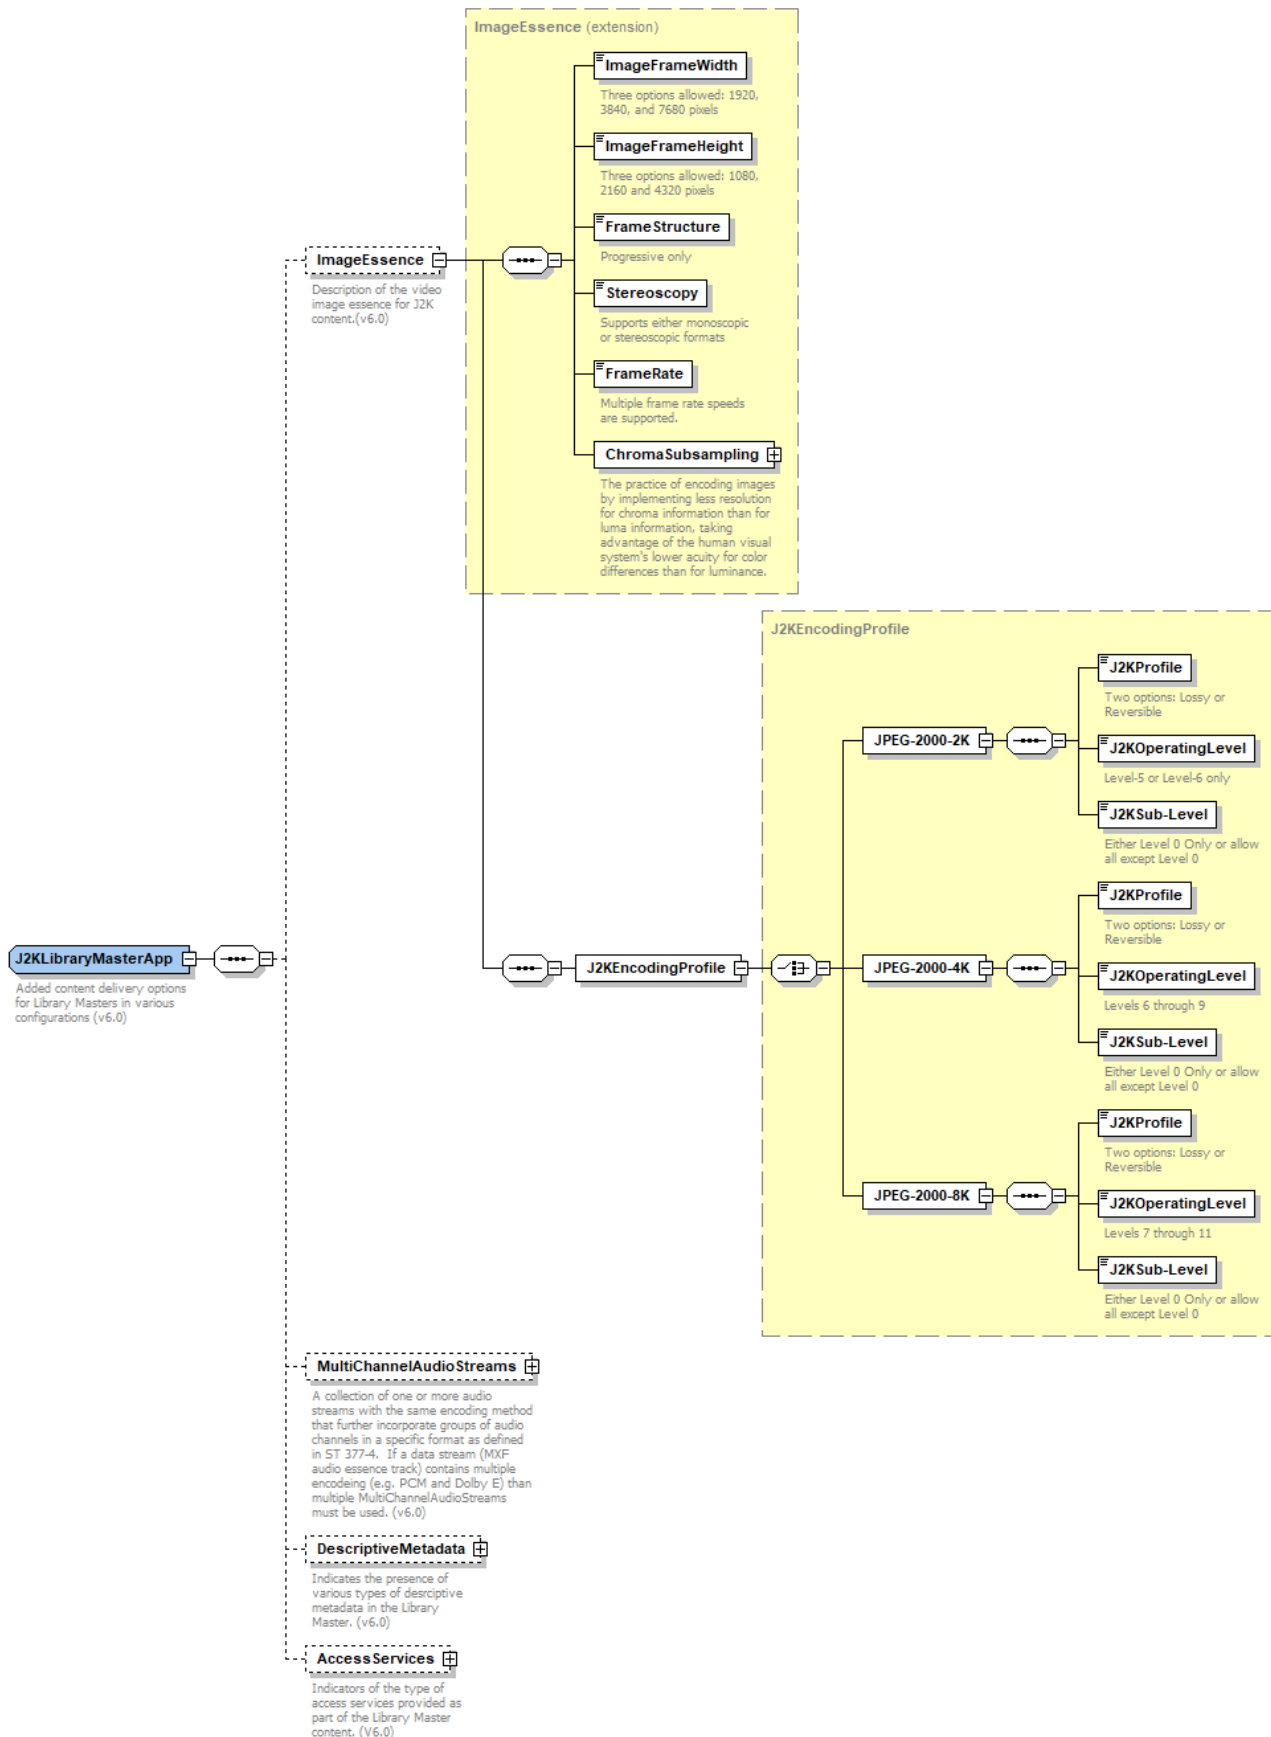 ImageEssence (extension)
ImageFrameWidth
Three options allowed: 1920,
3840, and 7680 pixels
ImageFrameHeight
Three options allowed: 1080,
2160 and 4320 pixels
FrameStructure
Progressive only
ImageEssence
Description of the video
image essence for J2K
content.(v6.0)
Stereoscopy
Supports either monoscopic
or stereoscopic formats
FrameRate
Multiple frame rate speeds
are supported.
ChromaSubsampling
The practice of encoding images
by implementing less resolution
for chroma information than for
luma information, taking
advantage of the human visual
system's lower acuity for color
differences than for luminance.
J2KEncodingProfile
J2KProfile
Two options: Lossy or
Reversible
JPEG-2000-2K
J2KOperatingLevel
Level-5 or Level-6 only
J2KSub-Level
Either Level 0 Only or allow
all except Level 0
J2KProfile
Two options: Lossy or
Reversible
J2KLibraryMasterApp
Added content delivery options
for Library Masters in various
configurations (v6.0)
J2KEncodingProfile
JPEG-2000-4K
J2KOperatingLevel
Levels 6 through 9
J2KSub-Level
Either Level 0 Only or allow
all except Level 0
J2KProfile
Two options: Lossy or
Reversible
JPEG-2000-8K
J2KOperatingLevel
Levels 7 through 11
J2KSub-Level
Either Level 0 Only or allow
all except Level 0
MultiChannelAudioStreams
A collection of one or more audio
streams with the same encoding method
that further incorporate groups of audio
channels in a specific format as defined
in ST 377-4. If a data stream (MXF
audio essence track) contains multiple
encodeing (e.g. PCM and Dolby E) than
multiple MultiChannelAudioStreams
must be used. (v6.0)
DescriptiveMetadata
Indicates the presence of
various types of desrciptive
metadata in the Library
Master. (v6.0)
AccessServices
Indicators of the type of
access services provided as
part of the Library Master
content. (V6.0)